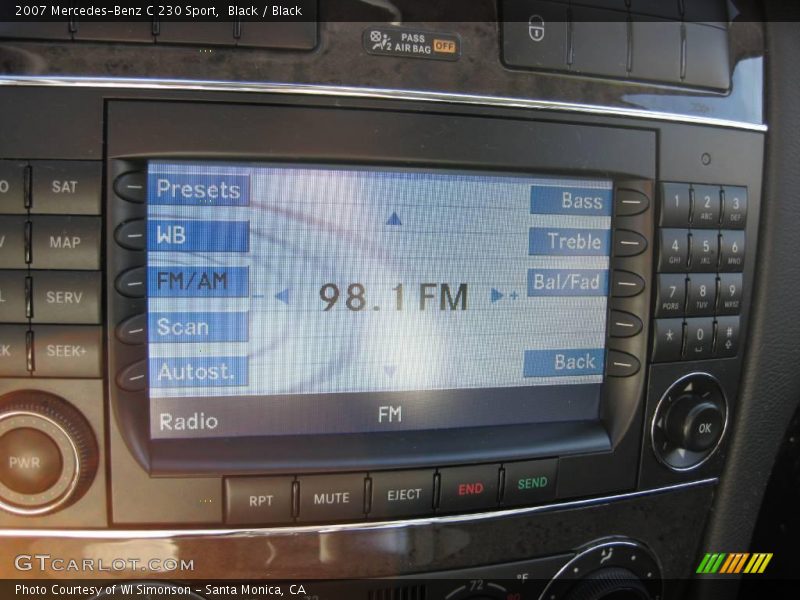 2007 Mercedes-Benz C 230 Sport,  Black / Black
PASS
2 AIR BAG OFF
SAT
MAP
SERV
SEEK+
PWR
Presets
WB
FM/AM
Scan
Autost.
98.1 FM
+
Bass
Treble
Bal/Fad
Back
Radio
FM
1 2 ABC 3 DEF
4 GHI 5 JKL 6 MNO
7 PQRS 8 TUV 9 WXYZ
* 0 #
OK
RPT MUTE EJECT END SEND
72 °F
GTCARLOT.COM
Photo Courtesy of WI Simonson - Santa Monica, CA